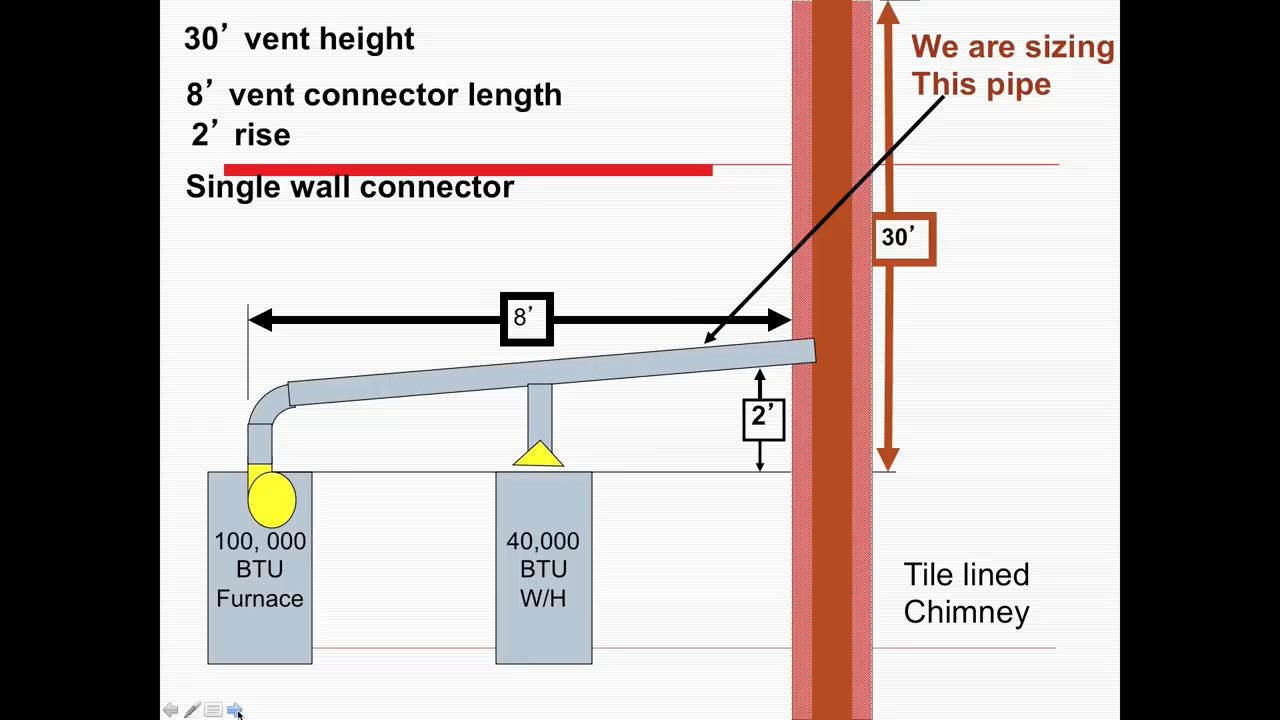 30’ vent height
8’ vent connector length
2’ rise
Single wall connector
We are sizing
This pipe
30’
8’
2’
100, 000
BTU
Furnace
40,000
BTU
W/H
Tile lined
Chimney